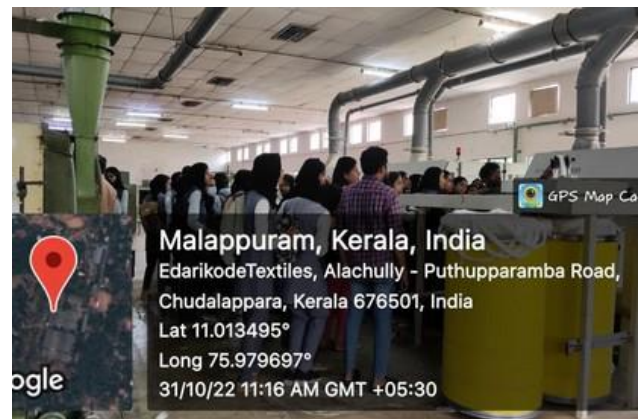 GPS Map Ca
Malappuram, Kerala, India
EdarikodeTextiles, Alachully - Puthupparamba Road,
Chudalappara, Kerala 676501, India
Lat 11.013495°
Long 75.979697°
31/10/22 11:16 AM GMT +05:30
ogle